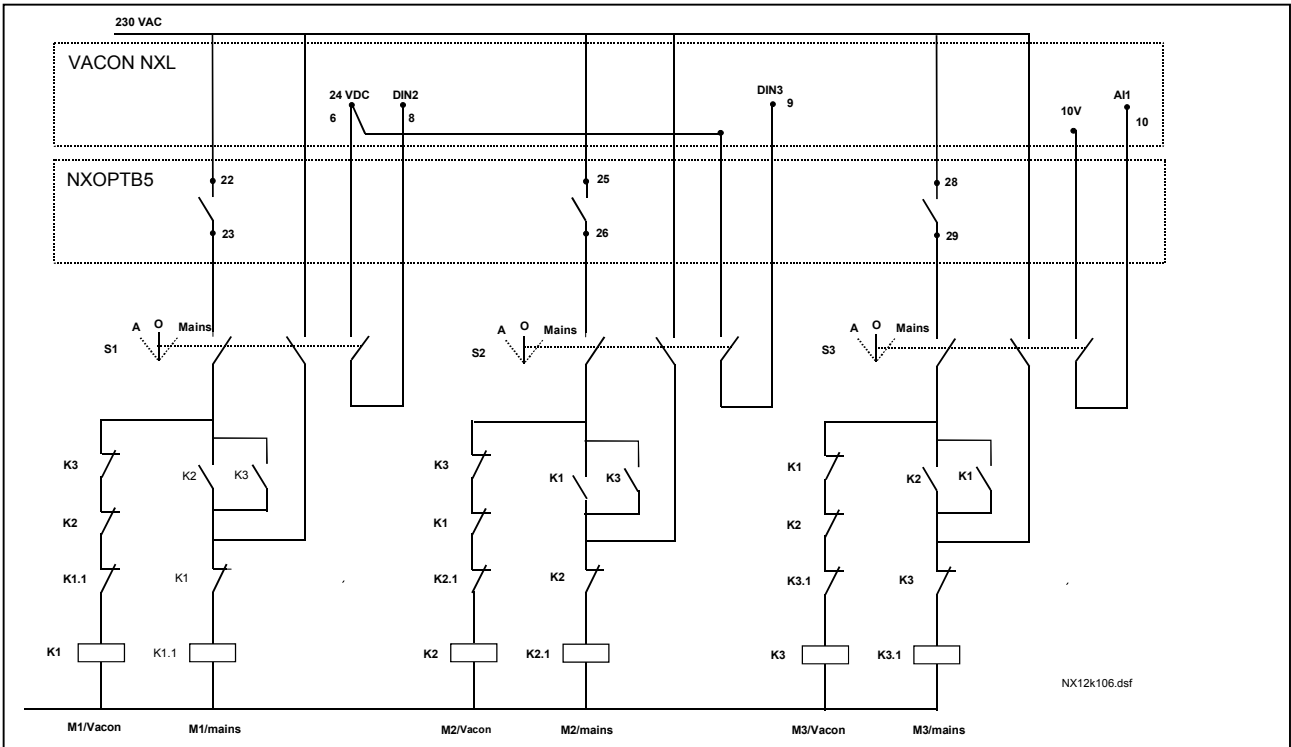 230 VAC
VACON NXL
24 VDC DIN2 DIN3 AI1
6 8 9 10V 10
NXOPTB5
22 25 28
23 26 29
A O Mains A O Mains A O Mains
S1 S2 S3
K3 K2 K3 K3 K1 K3 K1 K2 K1
K2 K1 K2
K1.1 K1 K2.1 K2 K3.1 K3
K1 K1.1 K2 K2.1 K3 K3.1
NX12k106.dsf
M1/Vacon M1/mains M2/Vacon M2/mains M3/Vacon M3/mains